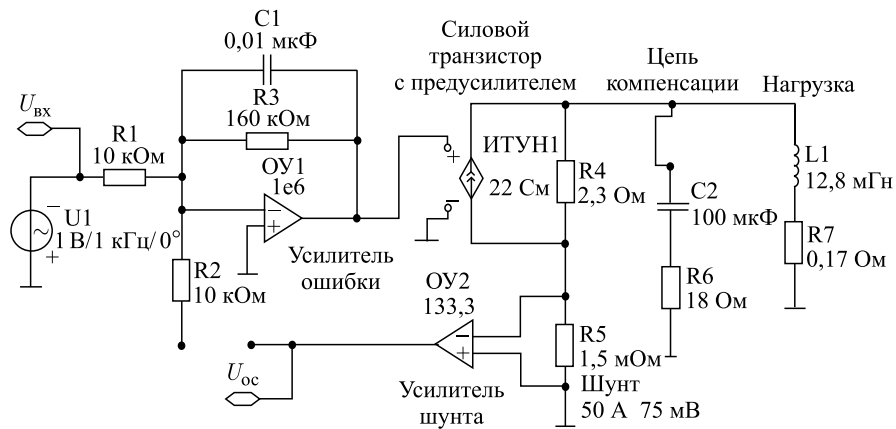 C1
0,01 мкФ
R3
160 кОм
Uвх
R1
10 кОм
U1
1 В/1 кГц/0°
ОУ1
1e6
Усилитель
ошибки
R2
10 кОм
Uос
Силовой
транзистор
с предусилителем
ИТУН1
22 См
R4
2,3 Ом
ОУ2
133,3
Усилитель
шунта
R5
1,5 мОм
Шунт
50 А 75 мВ
Цепь
компенсации
C2
100 мкФ
R6
18 Ом
Нагрузка
L1
12,8 мГн
R7
0,17 Ом